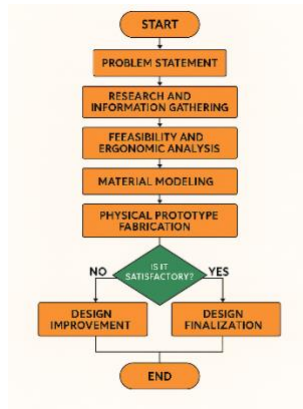 START
PROBLEM STATEMENT
RESEARCH AND
INFORMATION GATHERING
FEEASIBILITY AND
ERGONOMIC ANALYSIS
MATERIAL MODELING
PHYSICAL PROTOTYPE
FABRICATION
IS IT
SATISFACTORY?
NO
YES
DESIGN
IMPROVEMENT
DESIGN
FINALIZATION
END